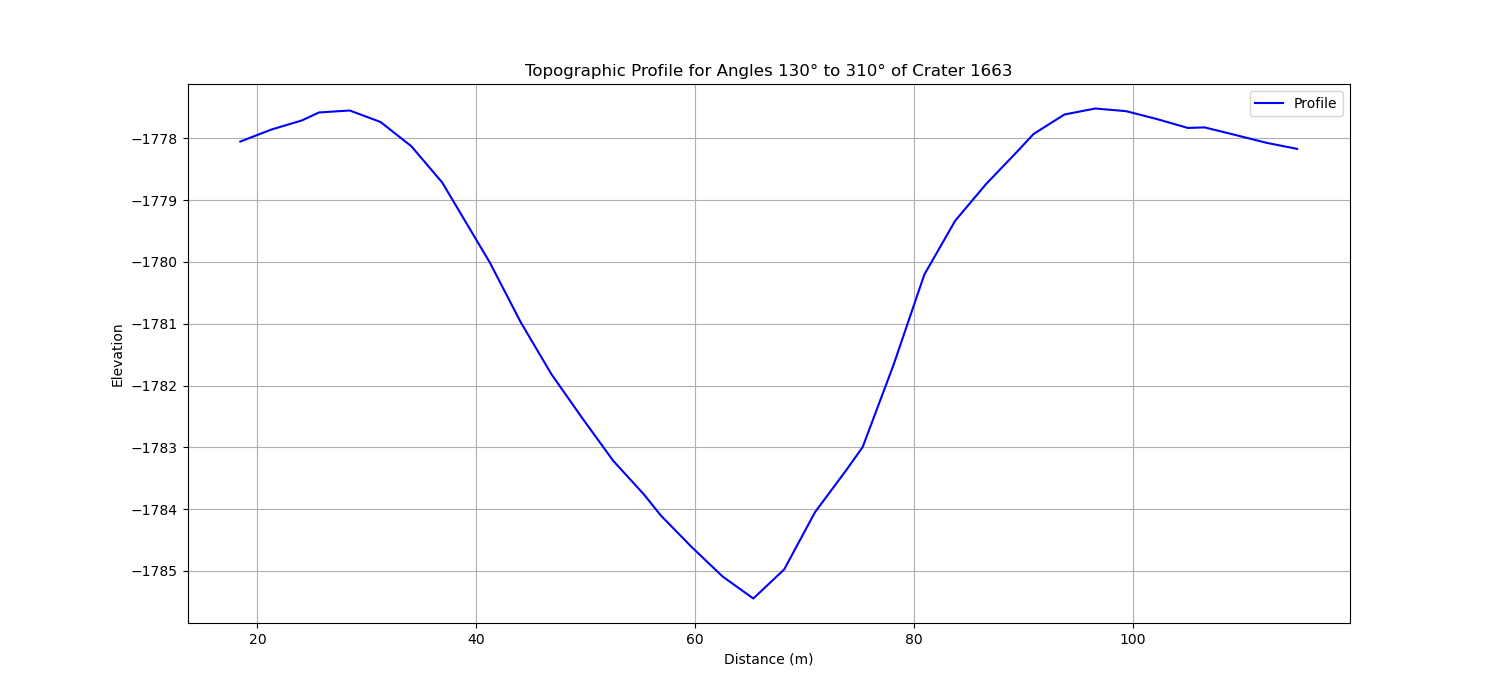 Topographic Profile for Angles 130° to 310° of Crater 1663
Profile
−1778
−1779
−1780
−1781
−1782
−1783
−1784
−1785
Elevation
20 40 60 80 100
Distance (m)